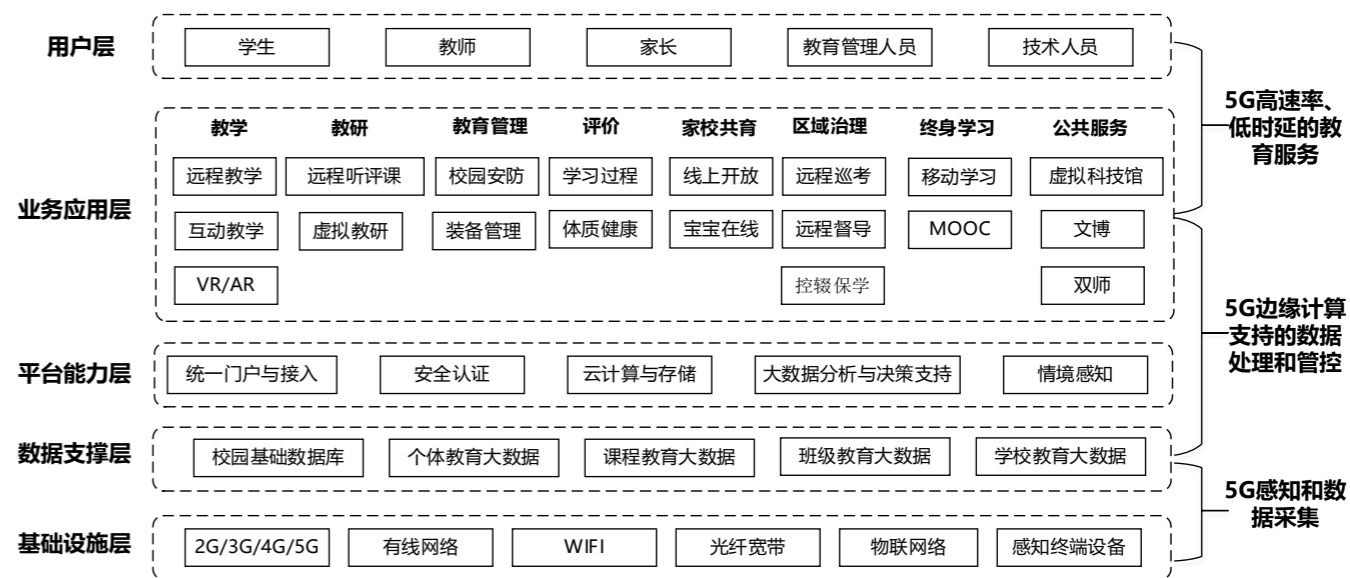 用户层
学生
教师
家长
教育管理人员
技术人员
5G高速率、
低时延的教
育服务
业务应用层
教学
教研
教育管理
评价
家校共育
区域治理
终身学习
公共服务
远程教学
远程听评课
校园安防
学习过程
线上开放
远程巡考
移动学习
虚拟科技馆
互动教学
虚拟教研
装备管理
体质健康
宝宝在线
远程督导
MOOC
文博
VR/AR
控辍保学
双师
5G边缘计算
支持的数据
处理和管控
平台能力层
统一门户与接入
安全认证
云计算与存储
大数据分析与决策支持
情境感知
数据支撑层
校园基础数据库
个体教育大数据
课程教育大数据
班级教育大数据
学校教育大数据
5G感知和数
据采集
基础设施层
2G/3G/4G/5G
有线网络
WIFI
光纤宽带
物联网络
感知终端设备